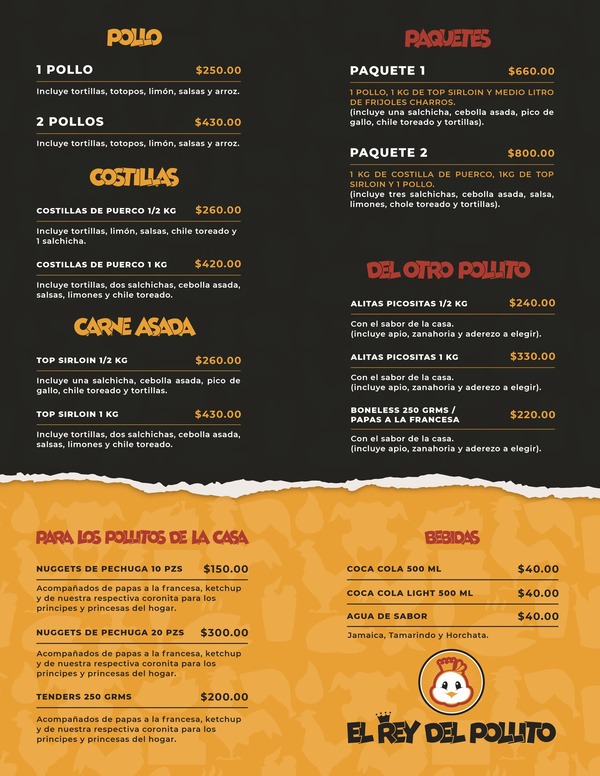 POLLO
1 POLLO $250.00
Incluye tortillas, totopos, limón, salsas y arroz.
2 POLLOS $430.00
Incluye tortillas, totopos, limón, salsas y arroz.
COSTILLAS
COSTILLAS DE PUERCO 1/2 KG $260.00
Incluye tortillas, limón, salsas, chile toreado y
1 salchicha.
COSTILLAS DE PUERCO 1 KG $420.00
Incluye tortillas, dos salchichas, cebolla asada,
salsas, limones y chile toreado.
CARNE ASADA
TOP SIRLOIN 1/2 KG $260.00
Incluye una salchicha, cebolla asada, pico de
gallo, chile toreado y tortillas.
TOP SIRLOIN 1 KG $430.00
Incluye tortillas, dos salchichas, cebolla asada,
salsas, limones y chile toreado.
PAQUETES
PAQUETE 1 $660.00
1 POLLO, 1 KG DE TOP SIRLOIN Y MEDIO LITRO
DE FRIJOLES CHARROS.
(incluye una salchicha, cebolla asada, pico de
gallo, chile toreado y tortillas).
PAQUETE 2 $800.00
1 KG DE COSTILLA DE PUERCO, 1KG DE TOP
SIRLOIN Y 1 POLLO.
(incluye tres salchichas, cebolla asada, salsa,
limones, chole toreado y tortillas).
DEL OTRO POLLITO
ALITAS PICOSITAS 1/2 KG $240.00
Con el sabor de la casa.
(incluye apio, zanahoria y aderezo a elegir).
ALITAS PICOSITAS 1 KG $330.00
Con el sabor de la casa.
(incluye apio, zanahoria y aderezo a elegir).
BONELESS 250 GRMS /
PAPAS A LA FRANCESA $220.00
Con el sabor de la casa.
(incluye apio, zanahoria y aderezo a elegir).
PARA LOS POLLITOS DE LA CASA
NUGGETS DE PECHUGA 10 PZS $150.00
Acompañados de papas a la francesa, ketchup
y de nuestra respectiva coronita para los
principes y princesas del hogar.
NUGGETS DE PECHUGA 20 PZS $300.00
Acompañados de papas a la francesa, ketchup
y de nuestra respectiva coronita para los
principes y princesas del hogar.
TENDERS 250 GRMS $200.00
Acompañados de papas a la francesa, ketchup
y de nuestra respectiva coronita para los
principes y princesas del hogar.
BEBIDAS
COCA COLA 500 ML $40.00
COCA COLA LIGHT 500 ML $40.00
AGUA DE SABOR $40.00
Jamaica, Tamarindo y Horchata.
EL REY DEL POLLITO